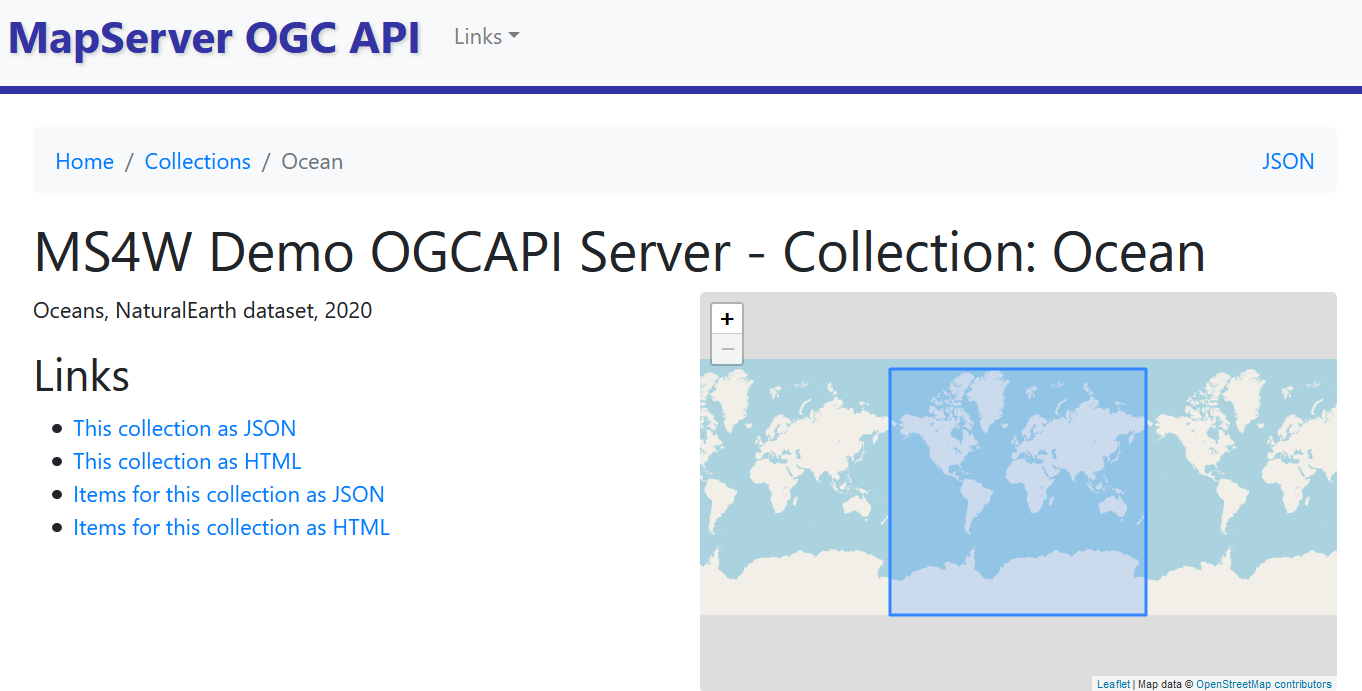 MapServer OGC API Links
Home / Collections / Ocean JSON
MS4W Demo OGCAPI Server - Collection: Ocean
Oceans, NaturalEarth dataset, 2020
Links
This collection as JSON
This collection as HTML
Items for this collection as JSON
Items for this collection as HTML
+
−
Leaflet | Map data © OpenStreetMap contributors